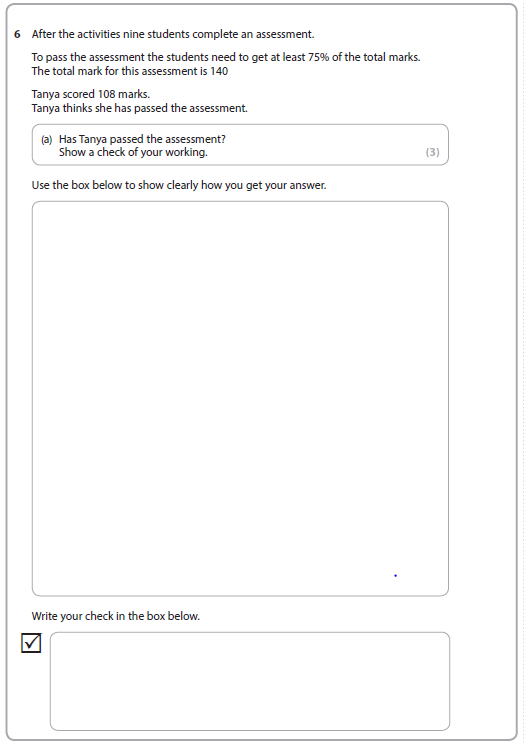 6 After the activities nine students complete an assessment.
To pass the assessment the students need to get at least 75% of the total marks.
The total mark for this assessment is 140
Tanya scored 108 marks.
Tanya thinks she has passed the assessment.
(a) Has Tanya passed the assessment?
Show a check of your working.
(3)
Use the box below to show clearly how you get your answer.
Write your check in the box below.